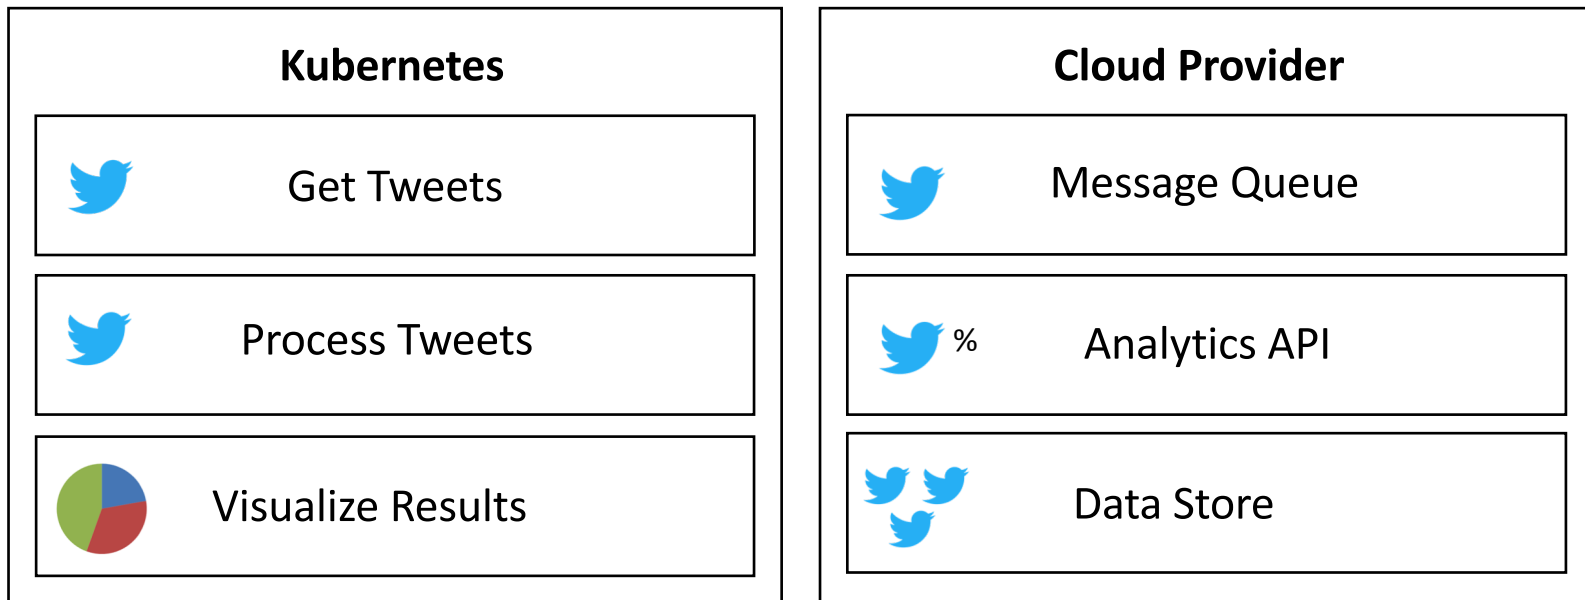 Kubernetes
Get Tweets
Process Tweets
Visualize Results
Cloud Provider
Message Queue
% Analytics API
Data Store